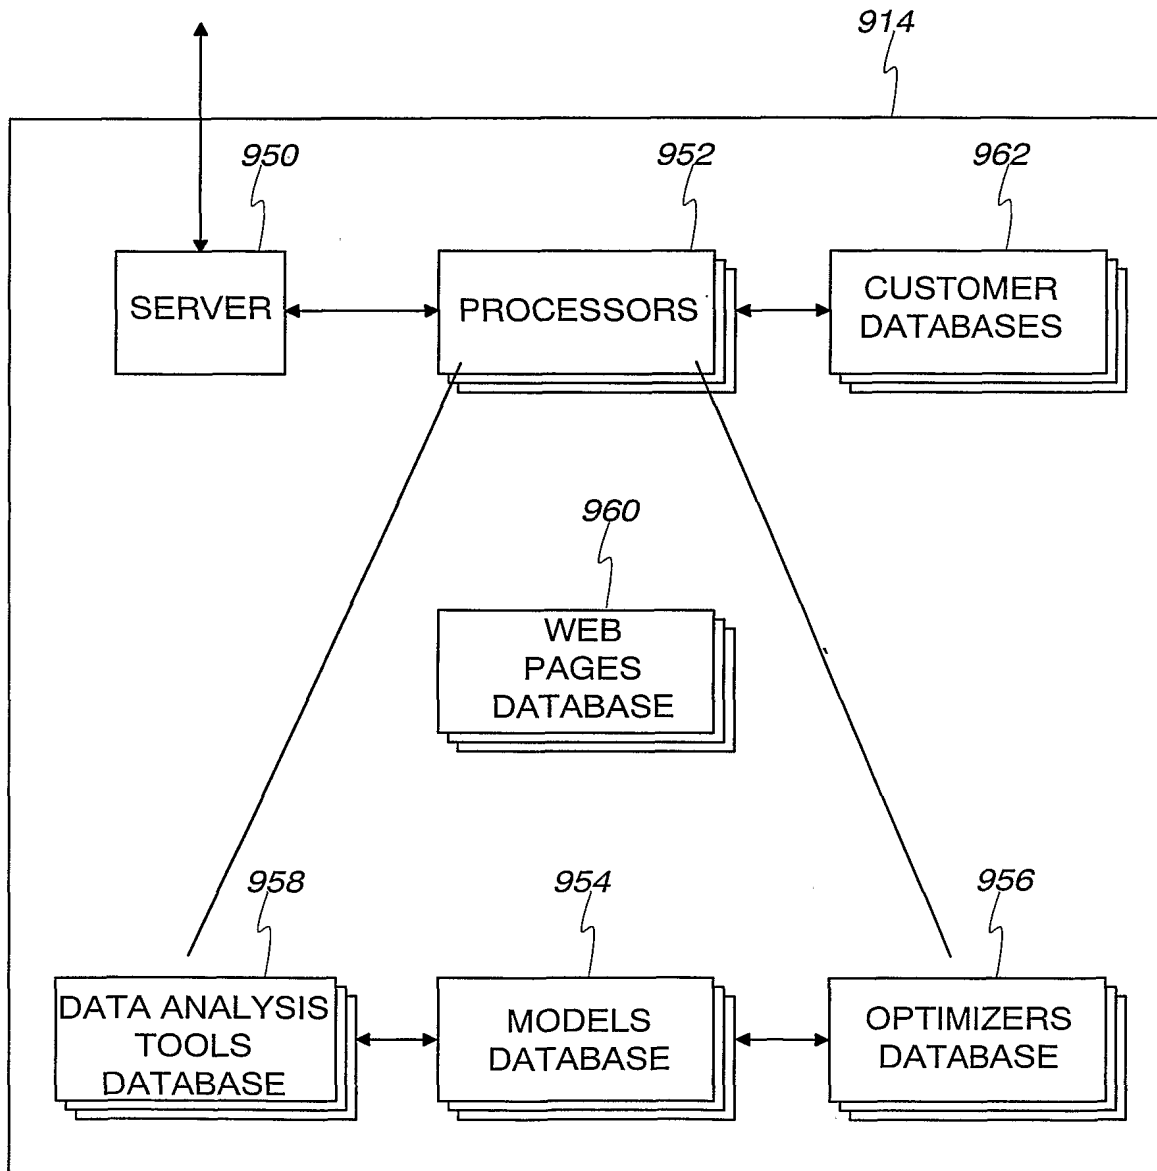 914
950
952
962
SERVER
PROCESSORS
CUSTOMER
DATABASES
960
WEB
PAGES
DATABASE
958
954
956
DATA ANALYSIS
TOOLS
DATABASE
MODELS
DATABASE
OPTIMIZERS
DATABASE